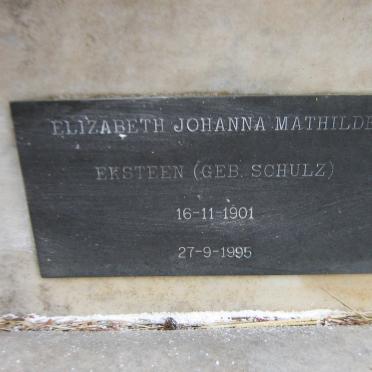 ELIZABETH JOHANNA MATHILDE
EKSTEEN (GEB. SCHULZ)
16-11-1901
27-9-1995